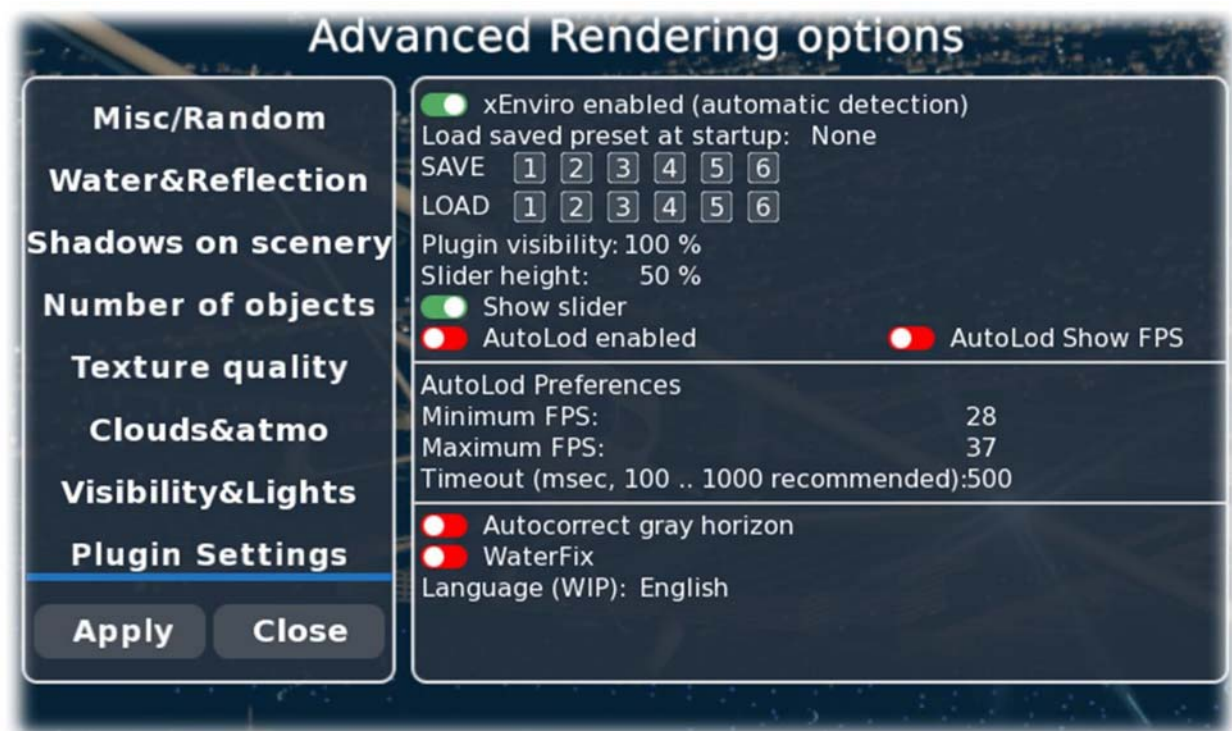 Advanced Rendering options
Misc/Random
Water&Reflection
Shadows on scenery
Number of objects
Texture quality
Clouds&atmo
Visibility&Lights
Plugin Settings
Apply Close
xEnviro enabled (automatic detection)
Load saved preset at startup: None
SAVE 1 2 3 4 5 6
LOAD 1 2 3 4 5 6
Plugin visibility: 100 %
Slider height: 50 %
Show slider
AutoLod enabled AutoLod Show FPS
AutoLod Preferences
Minimum FPS: 28
Maximum FPS: 37
Timeout (msec, 100 .. 1000 recommended):500
Autocorrect gray horizon
WaterFix
Language (WIP): English